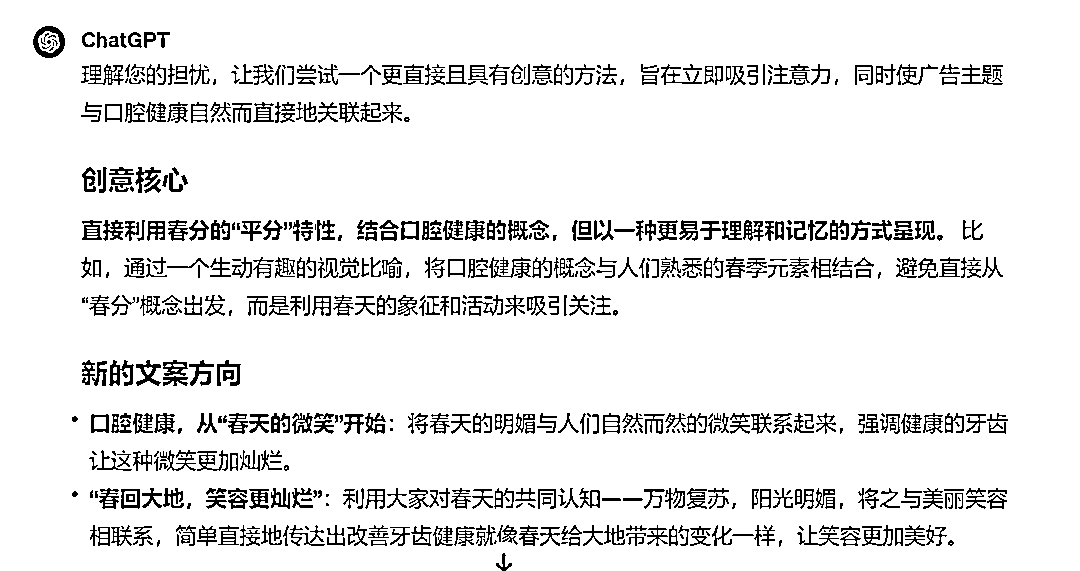 ChatGPT
理解您的担忧，让我们尝试一个更直接且具有创意的方法，旨在立即吸引注意力，同时使广告主题
与口腔健康自然而直接地关联起来。
创意核心
直接利用春分的“平分”特性，结合口腔健康的概念，但以一种更易于理解和记忆的方式呈现。 比
如，通过一个生动有趣的视觉比喻，将口腔健康的概念与人们熟悉的春季元素相结合，避免直接从
“春分”概念出发，而是利用春天的象征和活动来吸引关注。
新的文案方向
• 口腔健康，从“春天的微笑”开始：将春天的明媚与人们自然而然的微笑联系起来，强调健康的牙齿
让这种微笑更加灿烂。
• “春回大地，笑容更灿烂”：利用大家对春天的共同认知——万物复苏，阳光明媚，将之与美丽笑容
相联系，简单直接地传达出改善牙齿健康就像春天给大地带来的变化一样，让笑容更加美好。